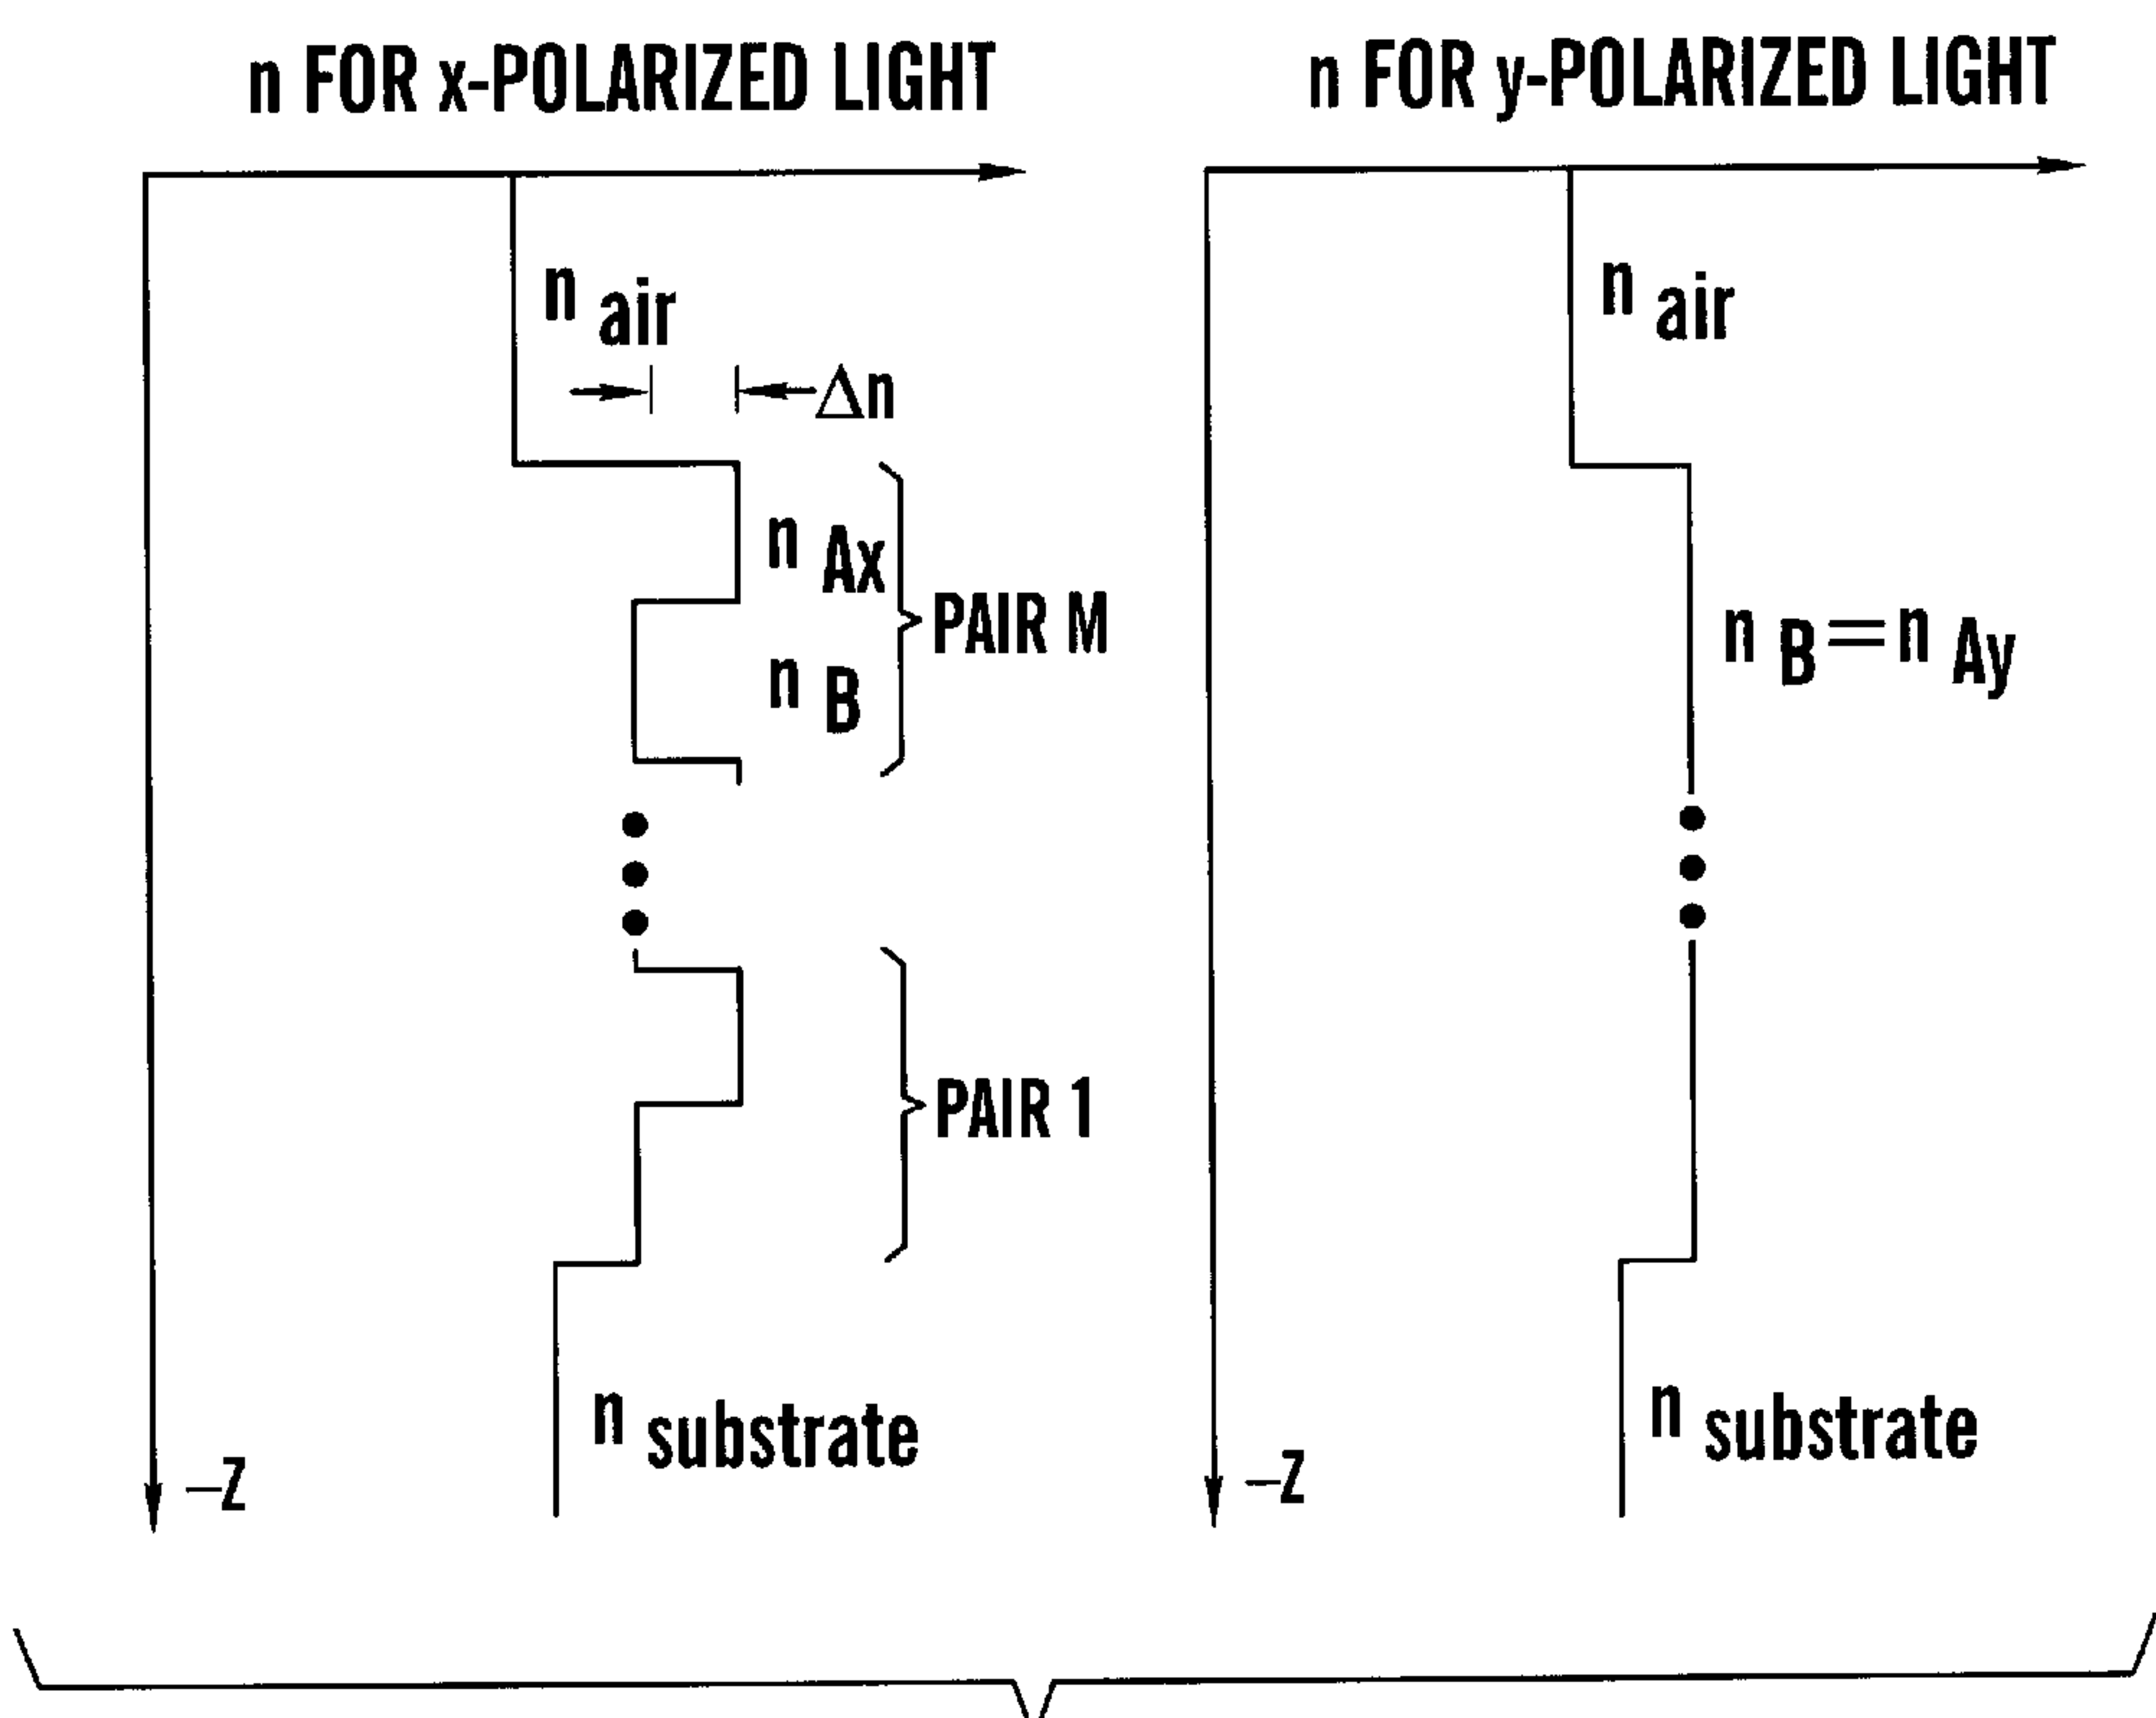 n FOR x-POLARIZED LIGHT
n air
Δn
n Ax
n B
PAIR M
PAIR 1
n substrate
–Z
n FOR y-POLARIZED LIGHT
n air
n B = n Ay
n substrate
–Z